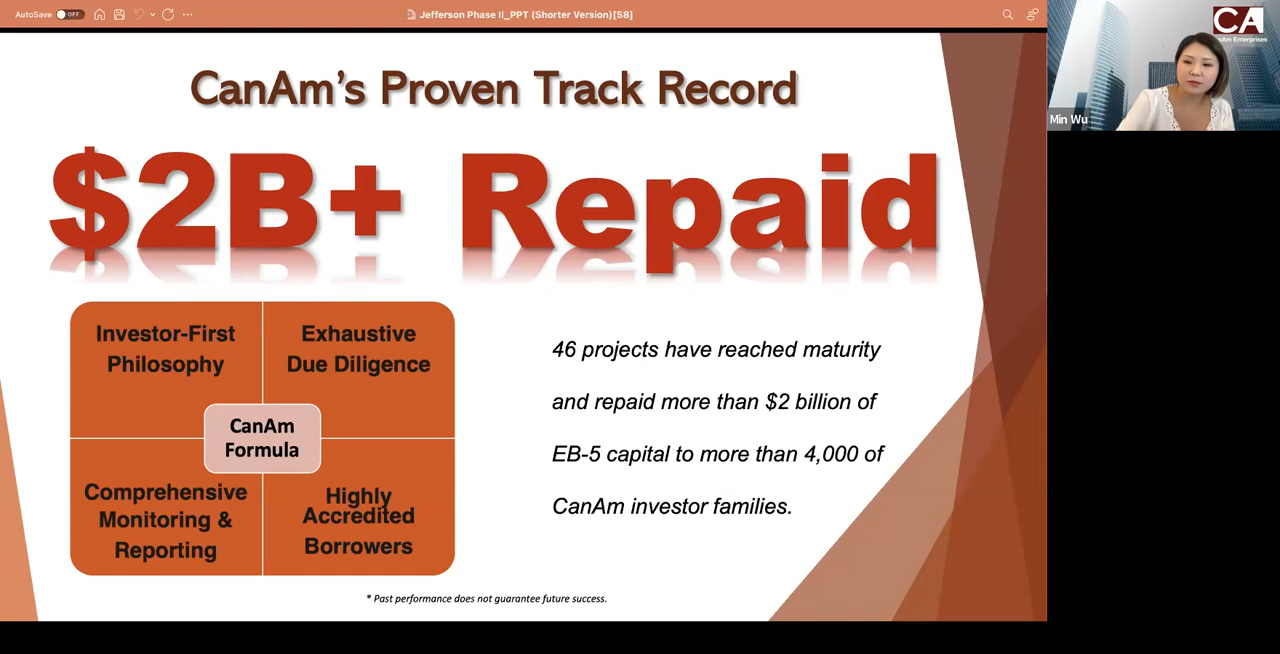 AutoSave OFF
Jefferson Phase II_PPT (Shorter Version)[58]
CanAm's Proven Track Record
$2B+ Repaid
Investor-First
Philosophy
Exhaustive
Due Diligence
CanAm
Formula
Comprehensive
Monitoring &
Reporting
Highly
Accredited
Borrowers
46 projects have reached maturity
and repaid more than $2 billion of
EB-5 capital to more than 4,000 of
CanAm investor families.
* Past performance does not guarantee future success.
CA
Enterprises
Min Wu